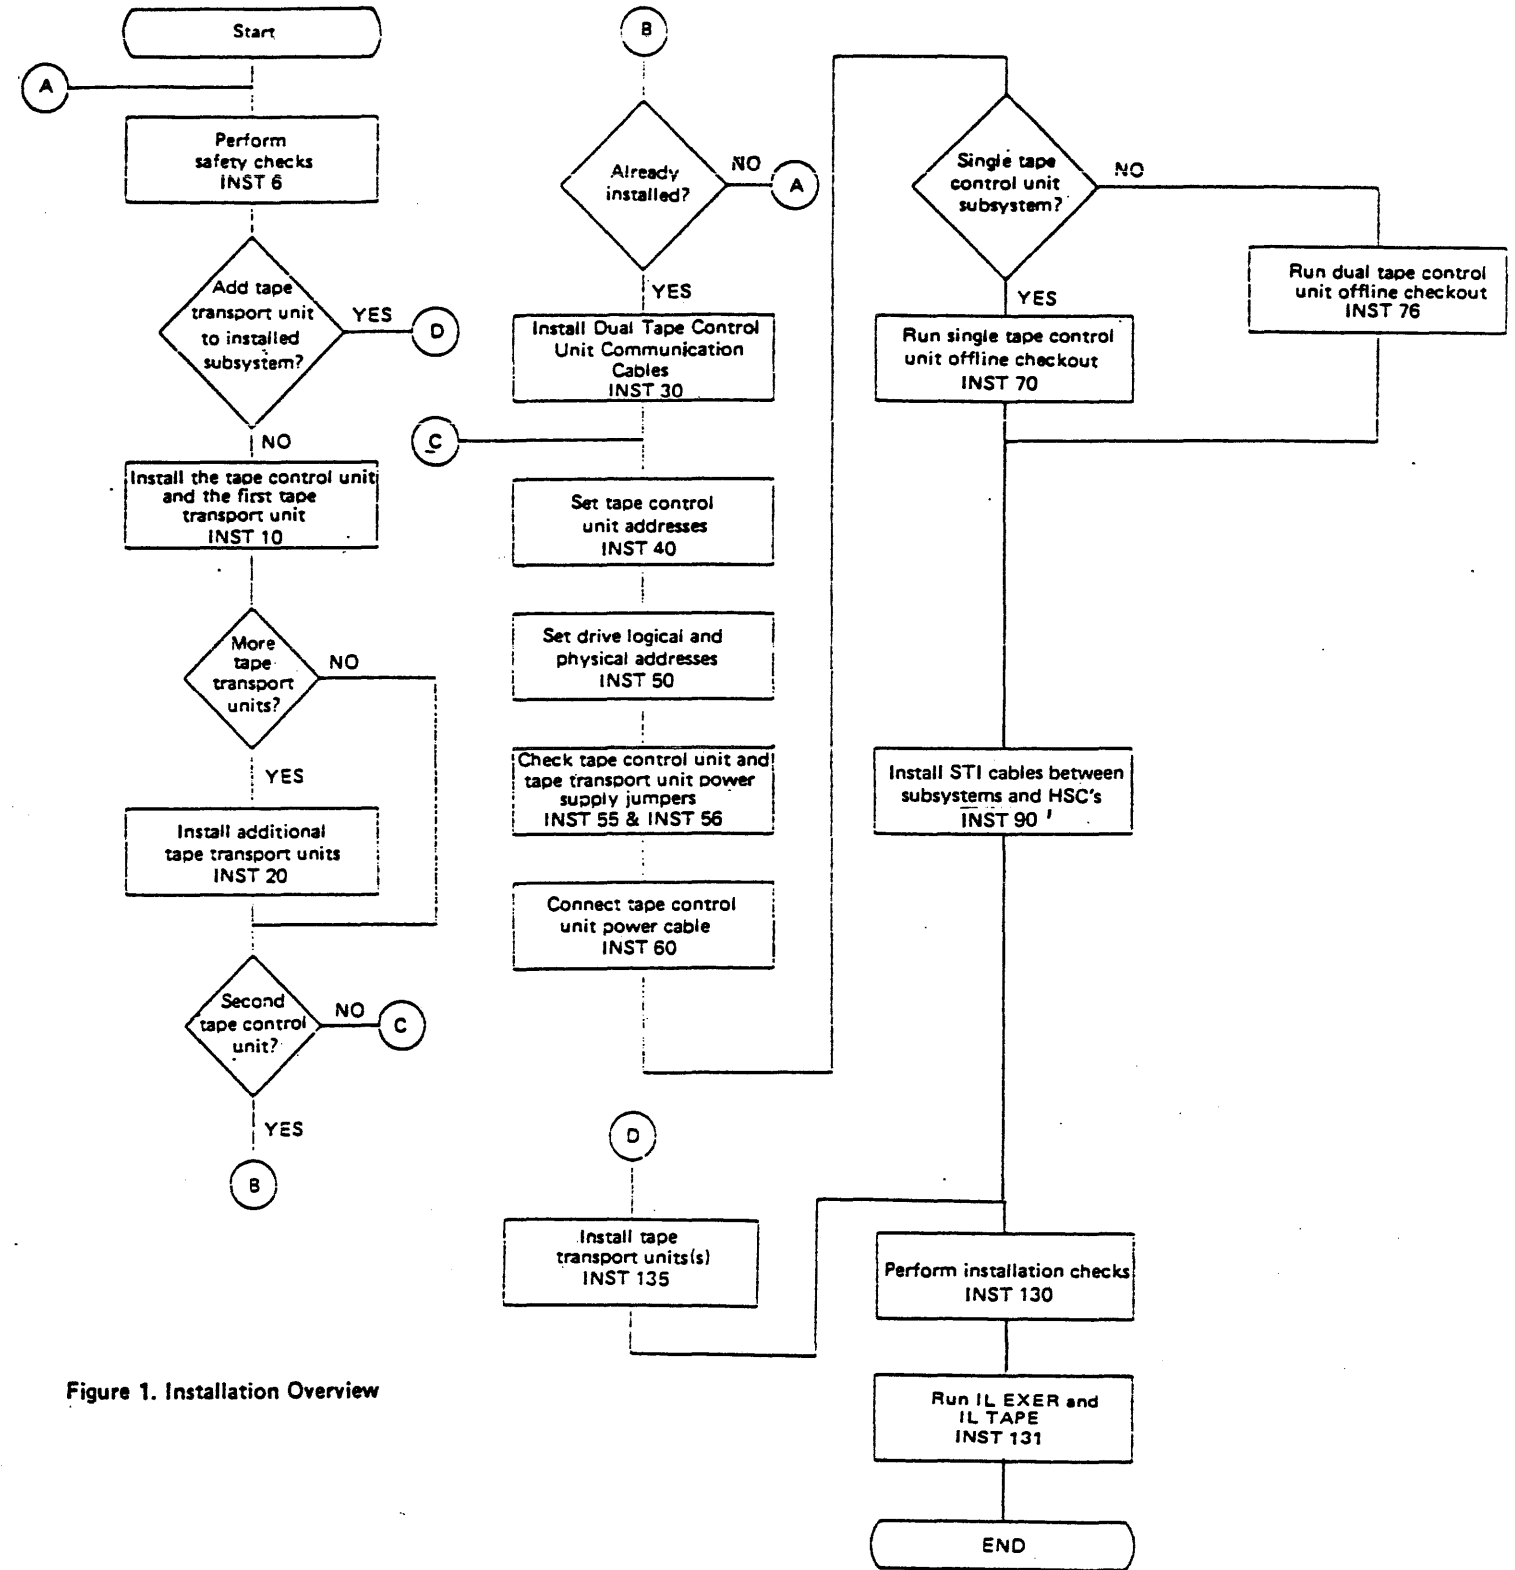 Start
A
Perform
safety checks
INST 6
Add tape
transport unit
to installed
subsystem?
YES
D
NO
Install the tape control unit
and the first tape
transport unit
INST 10
More
tape
transport
units?
NO
YES
Install additional
tape transport units
INST 20
Second
tape control
unit?
NO
C
YES
B
B
Already
installed?
NO
A
YES
Install Dual Tape Control
Unit Communication
Cables
INST 30
C
Set tape control
unit addresses
INST 40
Set drive logical and
physical addresses
INST 50
Check tape control unit and
tape transport unit power
supply jumpers
INST 55 & INST 56
Connect tape control
unit power cable
INST 60
D
Install tape
transport units(s)
INST 135
Single tape
control unit
subsystem?
NO
YES
Run dual tape control
unit offline checkout
INST 76
Run single tape control
unit offline checkout
INST 70
Install STI cables between
subsystems and HSC's
INST 90
Perform installation checks
INST 130
Run IL EXER and
IL TAPE
INST 131
END
Figure 1. Installation Overview